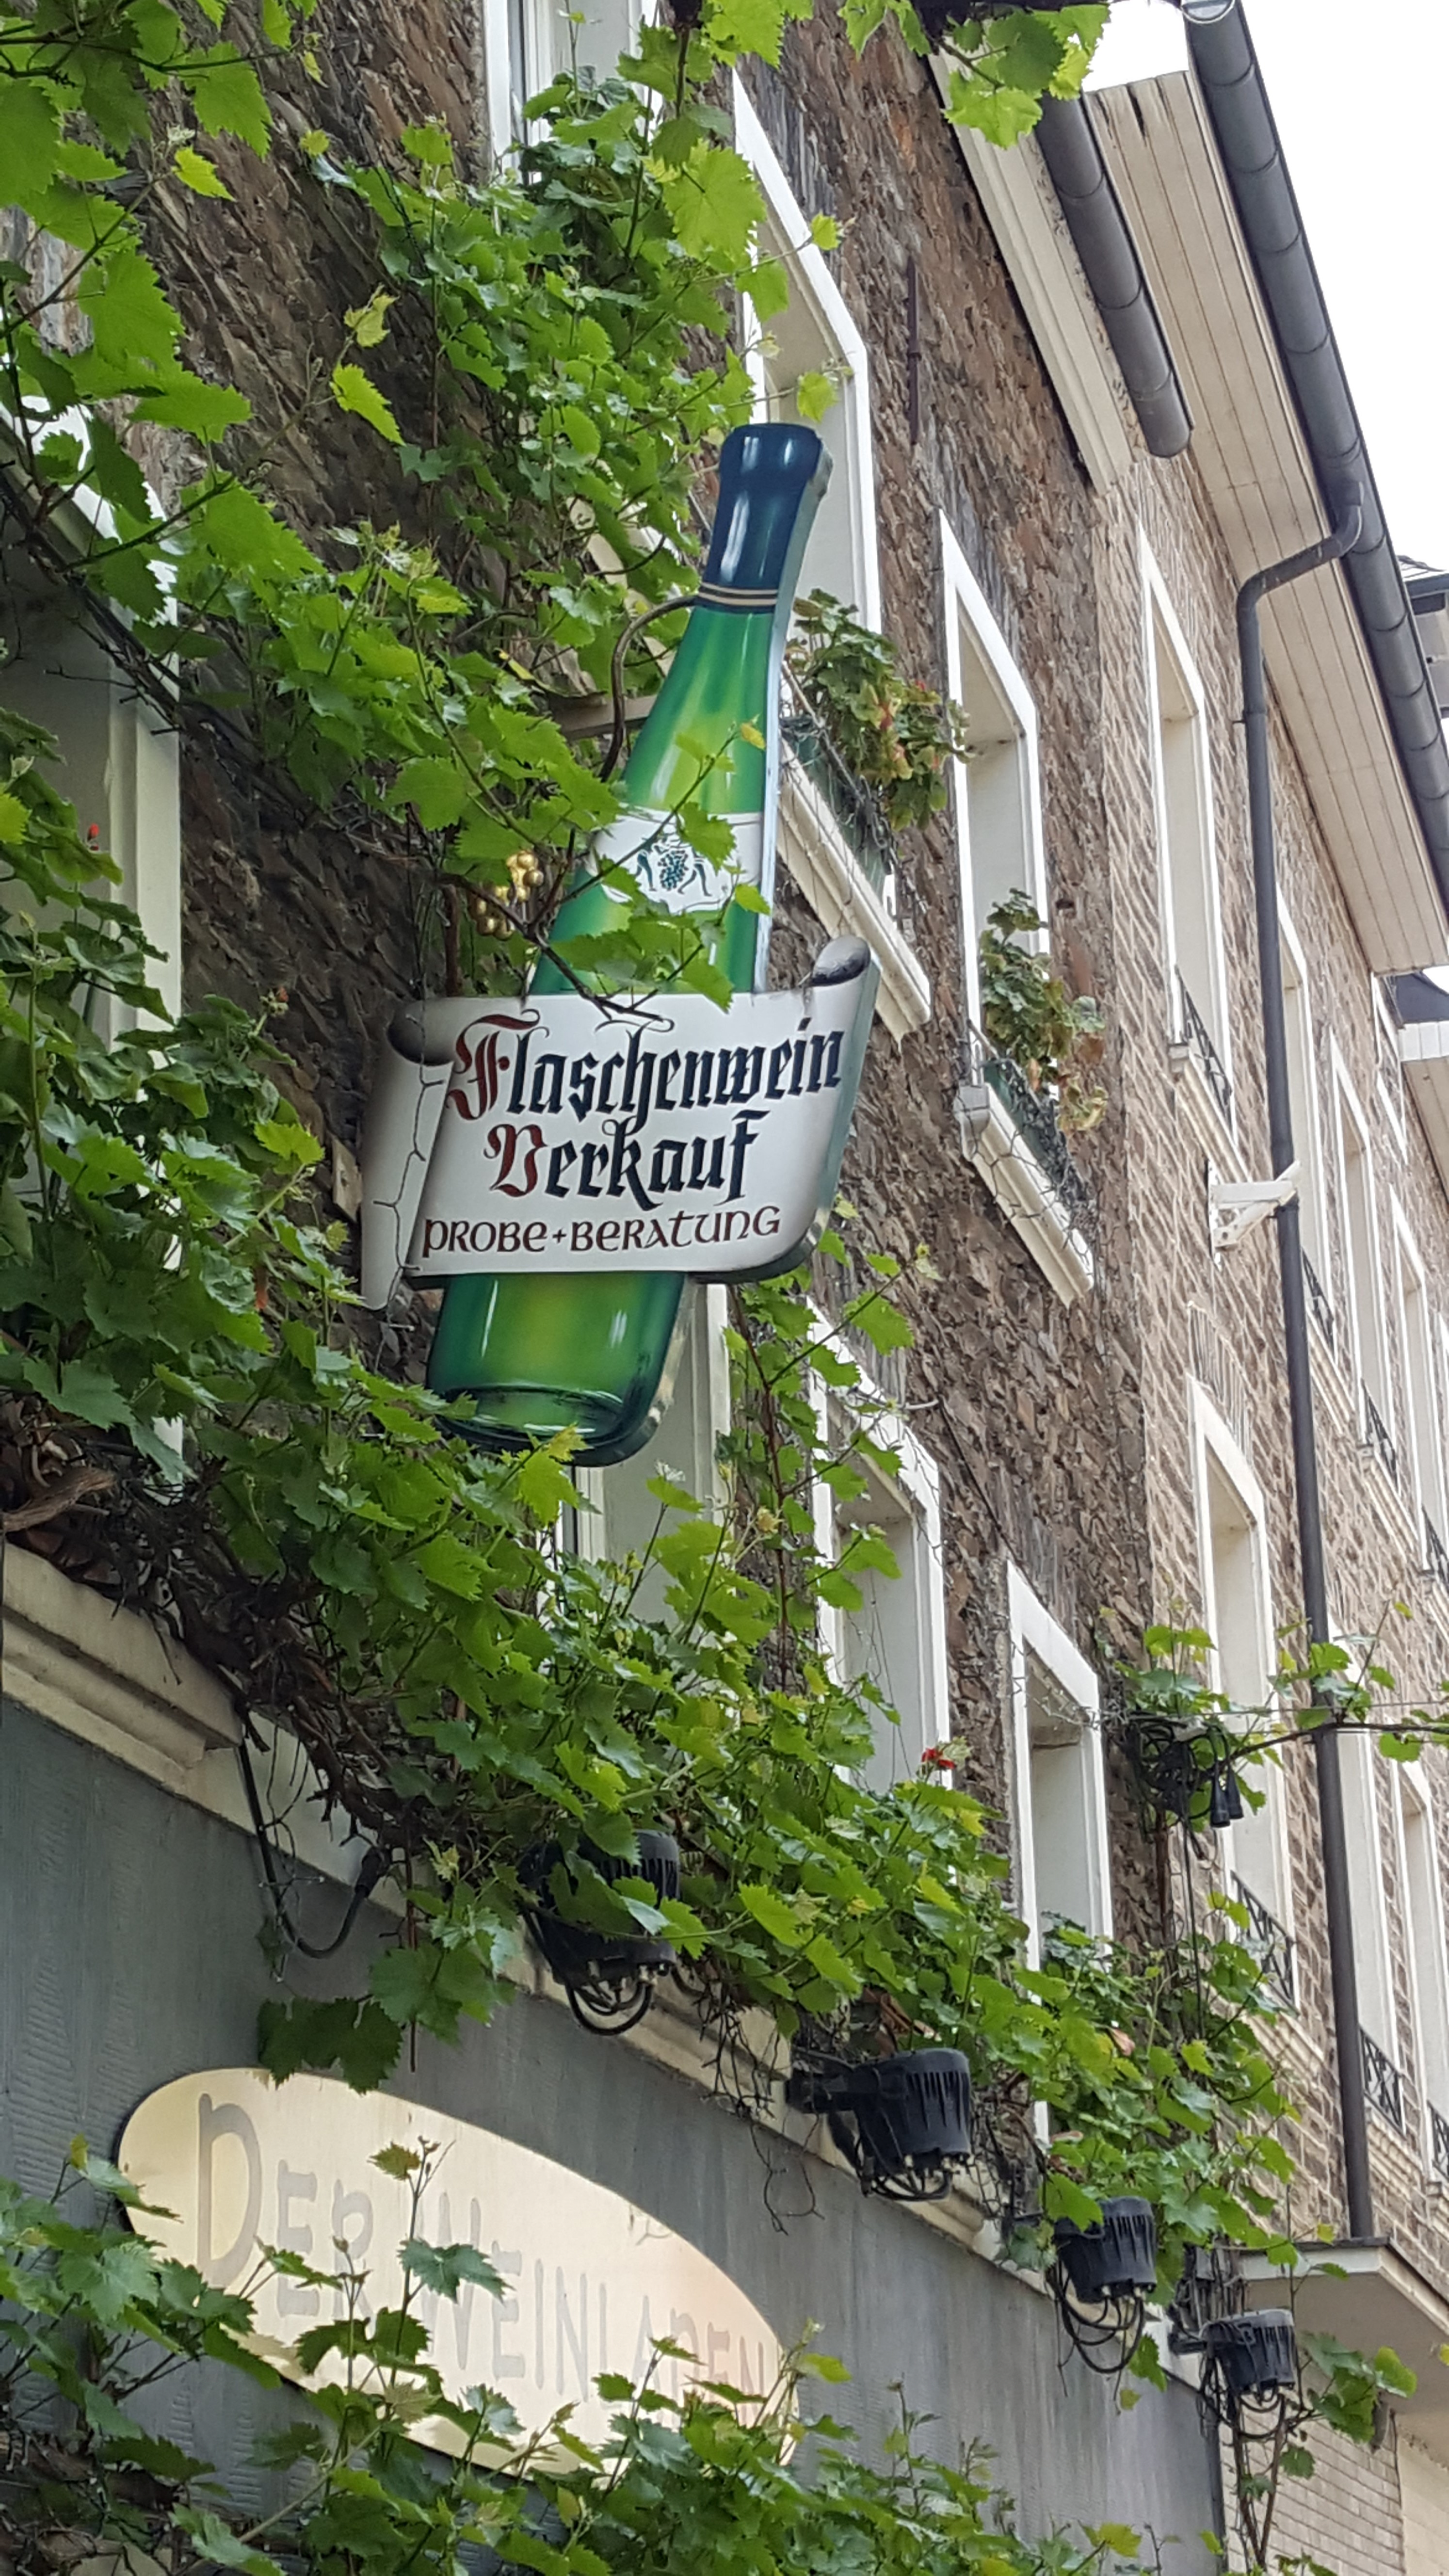 Flaschenwein
Verkauf
PROBE+BERATUNG
DER WEINLADEN